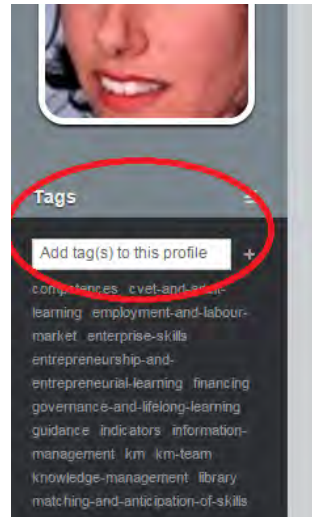 Tags
Add tag(s) to this profile +
competences cvet-and-adult-
learning employment-and-labour-
market enterprise-skills
entrepreneurship-and-
entrepreneurial-learning financing
governance-and-lifelong-learning
guidance indicators information-
management km km-team
knowledge-management library
matching-and-anticipation-of-skills